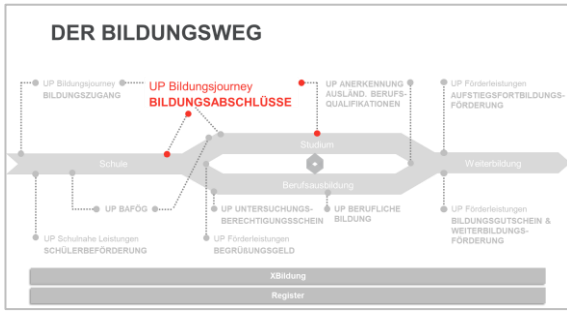 DER BILDUNGSWEG
UP Bildungsjourney
BILDUNGSZUGANG
UP Bildungsjourney
BILDUNGSABSCHLÜSSE
UP ANERKENNUNG
AUSLÄND. BERUFS-
QUALIFIKATIONEN
UP Förderleistungen
AUFSTIEGSFORTBILDUNGS-
FÖRDERUNG
Schule
Studium
Berufsausbildung
Weiterbildung
UP BAFÖG
UP UNTERSUCHUNGS-
BERECHTIGUNGSSCHEIN
UP BERUFLICHE
BILDUNG
UP Schulnahe Leistungen
SCHÜLERBEFÖRDERUNG
UP Förderleistungen
BEGRÜßUNGSGELD
UP Förderleistungen
BILDUNGSGUTSCHEIN &
WEITERBILDUNGS-
FÖRDERUNG
XBildung
Register